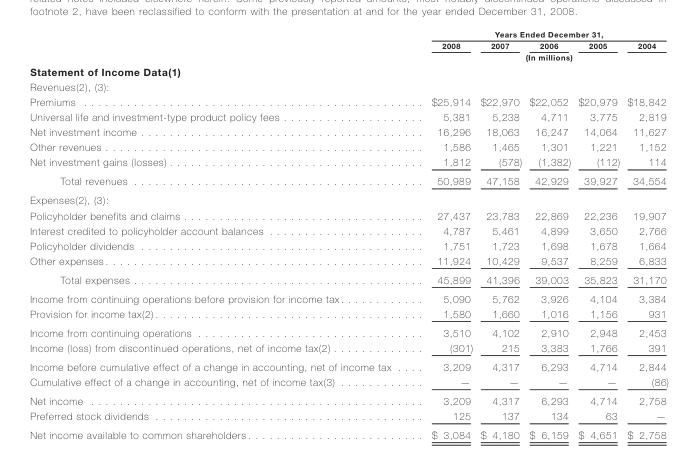 footnote 2, have been reclassified to conform with the presentation at and for the year ended December 31, 2008.
Years Ended December 31,
2008 2007 2006 2005 2004
(In millions)
Statement of Income Data(1)
Revenues(2), (3):
Premiums $25,914 $22,970 $22,052 $20,979 $18,842
Universal life and investment-type product policy fees 5,381 5,238 4,711 3,775 2,819
Net investment income 16,296 18,063 16,247 14,064 11,627
Other revenues 1,586 1,465 1,301 1,221 1,152
Net investment gains (losses) 1,812 (578) (1,382) (112) 114
Total revenues 50,989 47,158 42,929 39,927 34,554
Expenses(2), (3):
Policyholder benefits and claims 27,437 23,783 22,869 22,236 19,907
Interest credited to policyholder account balances 4,787 5,461 4,899 3,650 2,766
Policyholder dividends 1,751 1,723 1,698 1,678 1,664
Other expenses 11,924 10,429 9,537 8,259 6,833
Total expenses 45,899 41,396 39,003 35,823 31,170
Income from continuing operations before provision for income tax 5,090 5,762 3,926 4,104 3,384
Provision for income tax(2) 1,580 1,660 1,016 1,156 931
Income from continuing operations 3,510 4,102 2,910 2,948 2,453
Income (loss) from discontinued operations, net of income tax(2) (301) 215 3,383 1,766 391
Income before cumulative effect of a change in accounting, net of income tax 3,209 4,317 6,293 4,714 2,844
Cumulative effect of a change in accounting, net of income tax(3) — — — — (86)
Net income 3,209 4,317 6,293 4,714 2,758
Preferred stock dividends 125 137 134 63 —
Net income available to common shareholders $ 3,084 $ 4,180 $ 6,159 $ 4,651 $ 2,758